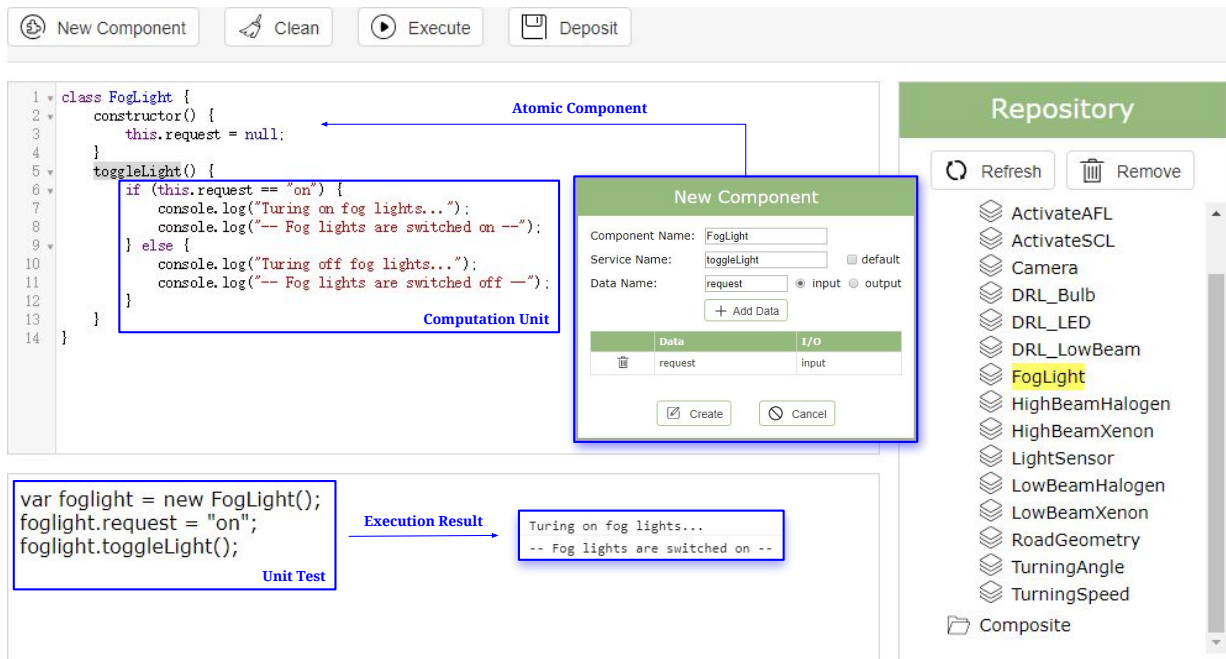 New Component Clean Execute Deposit
1 class FogLight {
2 constructor() {
3 this.request = null;
4 }
5 toggleLight() {
6 if (this.request == "on") {
7 console.log("Turing on fog lights...");
8 console.log("-- Fog lights are switched on --");
9 } else {
10 console.log("Turing off fog lights...");
11 console.log("-- Fog lights are switched off —");
12 }
13 }
14 }
Computation Unit
Atomic Component
New Component
Component Name: FogLight
Service Name: toggleLight default
Data Name: request input output
+ Add Data
Data I/O
request input
Create Cancel
var foglight = new FogLight();
foglight.request = "on";
foglight.toggleLight();
Unit Test
Execution Result
Turing on fog lights...
-- Fog lights are switched on --
Repository
Refresh Remove
ActivateAFL
ActivateSCL
Camera
DRL_Bulb
DRL_LED
DRL_LowBeam
FogLight
HighBeamHalogen
HighBeamXenon
LightSensor
LowBeamHalogen
LowBeamXenon
RoadGeometry
TurningAngle
TurningSpeed
Composite